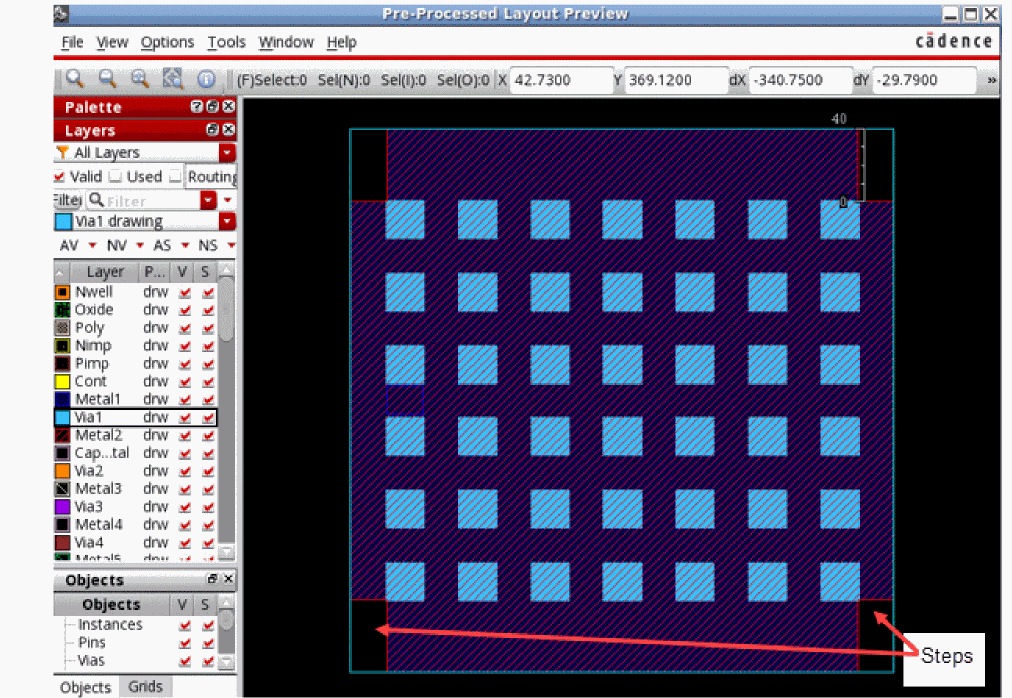 Pre-Processed Layout Preview
File View Options Tools Window Help
cādence
(F)Select:0 Sel(N):0 Sel(I):0 Sel(O):0 X 42.7300 Y 369.1200 dX -340.7500 dY -29.7900 »
Palette
Layers
All Layers
Valid Used Routing
Filter Filter
Via1 drawing
AV NV AS NS
Layer P... V S
Nwell drw
Oxide drw
Poly drw
Nimp drw
Pimp drw
Cont drw
Metal1 drw
Via1 drw
Metal2 drw
Cap...tal drw
Via2 drw
Metal3 drw
Via3 drw
Metal4 drw
Via4 drw
Metal5 drw
Objects
Objects V S
Instances
Pins
Vias
Objects Grids
40
0
Steps